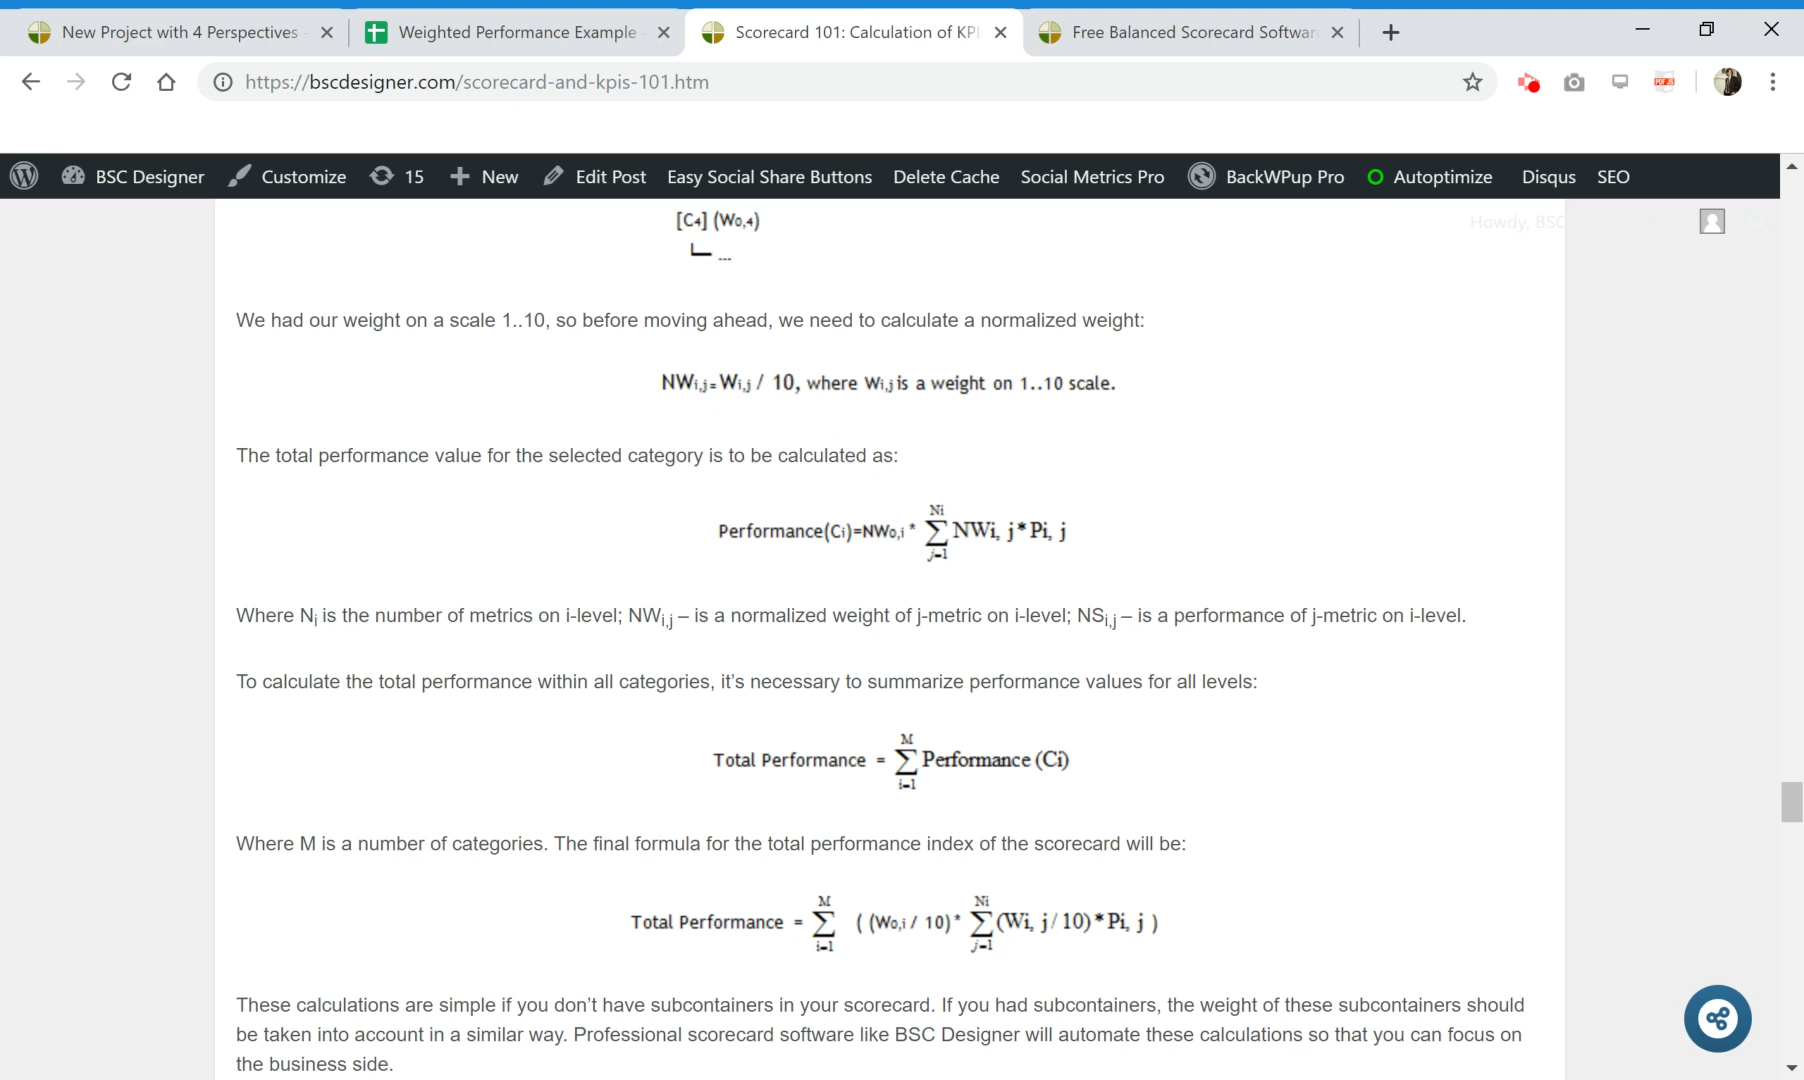 New Project with 4 Perspectives
Weighted Performance Example
Scorecard 101: Calculation of KPI
Free Balanced Scorecard Software
https://bscdesigner.com/scorecard-and-kpis-101.htm
BSC Designer Customize 15 New Edit Post Easy Social Share Buttons Delete Cache Social Metrics Pro BackWPup Pro Autoptimize Disqus SEO
Howdy, BSC
[C4] (W0,4)
...
We had our weight on a scale 1..10, so before moving ahead, we need to calculate a normalized weight:
NWi,j=Wi,j / 10, where Wi,j is a weight on 1..10 scale.
The total performance value for the selected category is to be calculated as:
Performance(Ci)=NW0,i * Ni ∑ j=1 NWi, j*Pi, j
Where Ni is the number of metrics on i-level; NWi,j – is a normalized weight of j-metric on i-level; NSi,j – is a performance of j-metric on i-level.
To calculate the total performance within all categories, it’s necessary to summarize performance values for all levels:
Total Performance = M ∑ i=1 Performance (Ci)
Where M is a number of categories. The final formula for the total performance index of the scorecard will be:
Total Performance = M ∑ i=1 ( (W0,i / 10)* Ni ∑ j=1 (Wi, j/10)*Pi, j )
These calculations are simple if you don’t have subcontainers in your scorecard. If you had subcontainers, the weight of these subcontainers should
be taken into account in a similar way. Professional scorecard software like BSC Designer will automate these calculations so that you can focus on
the business side.